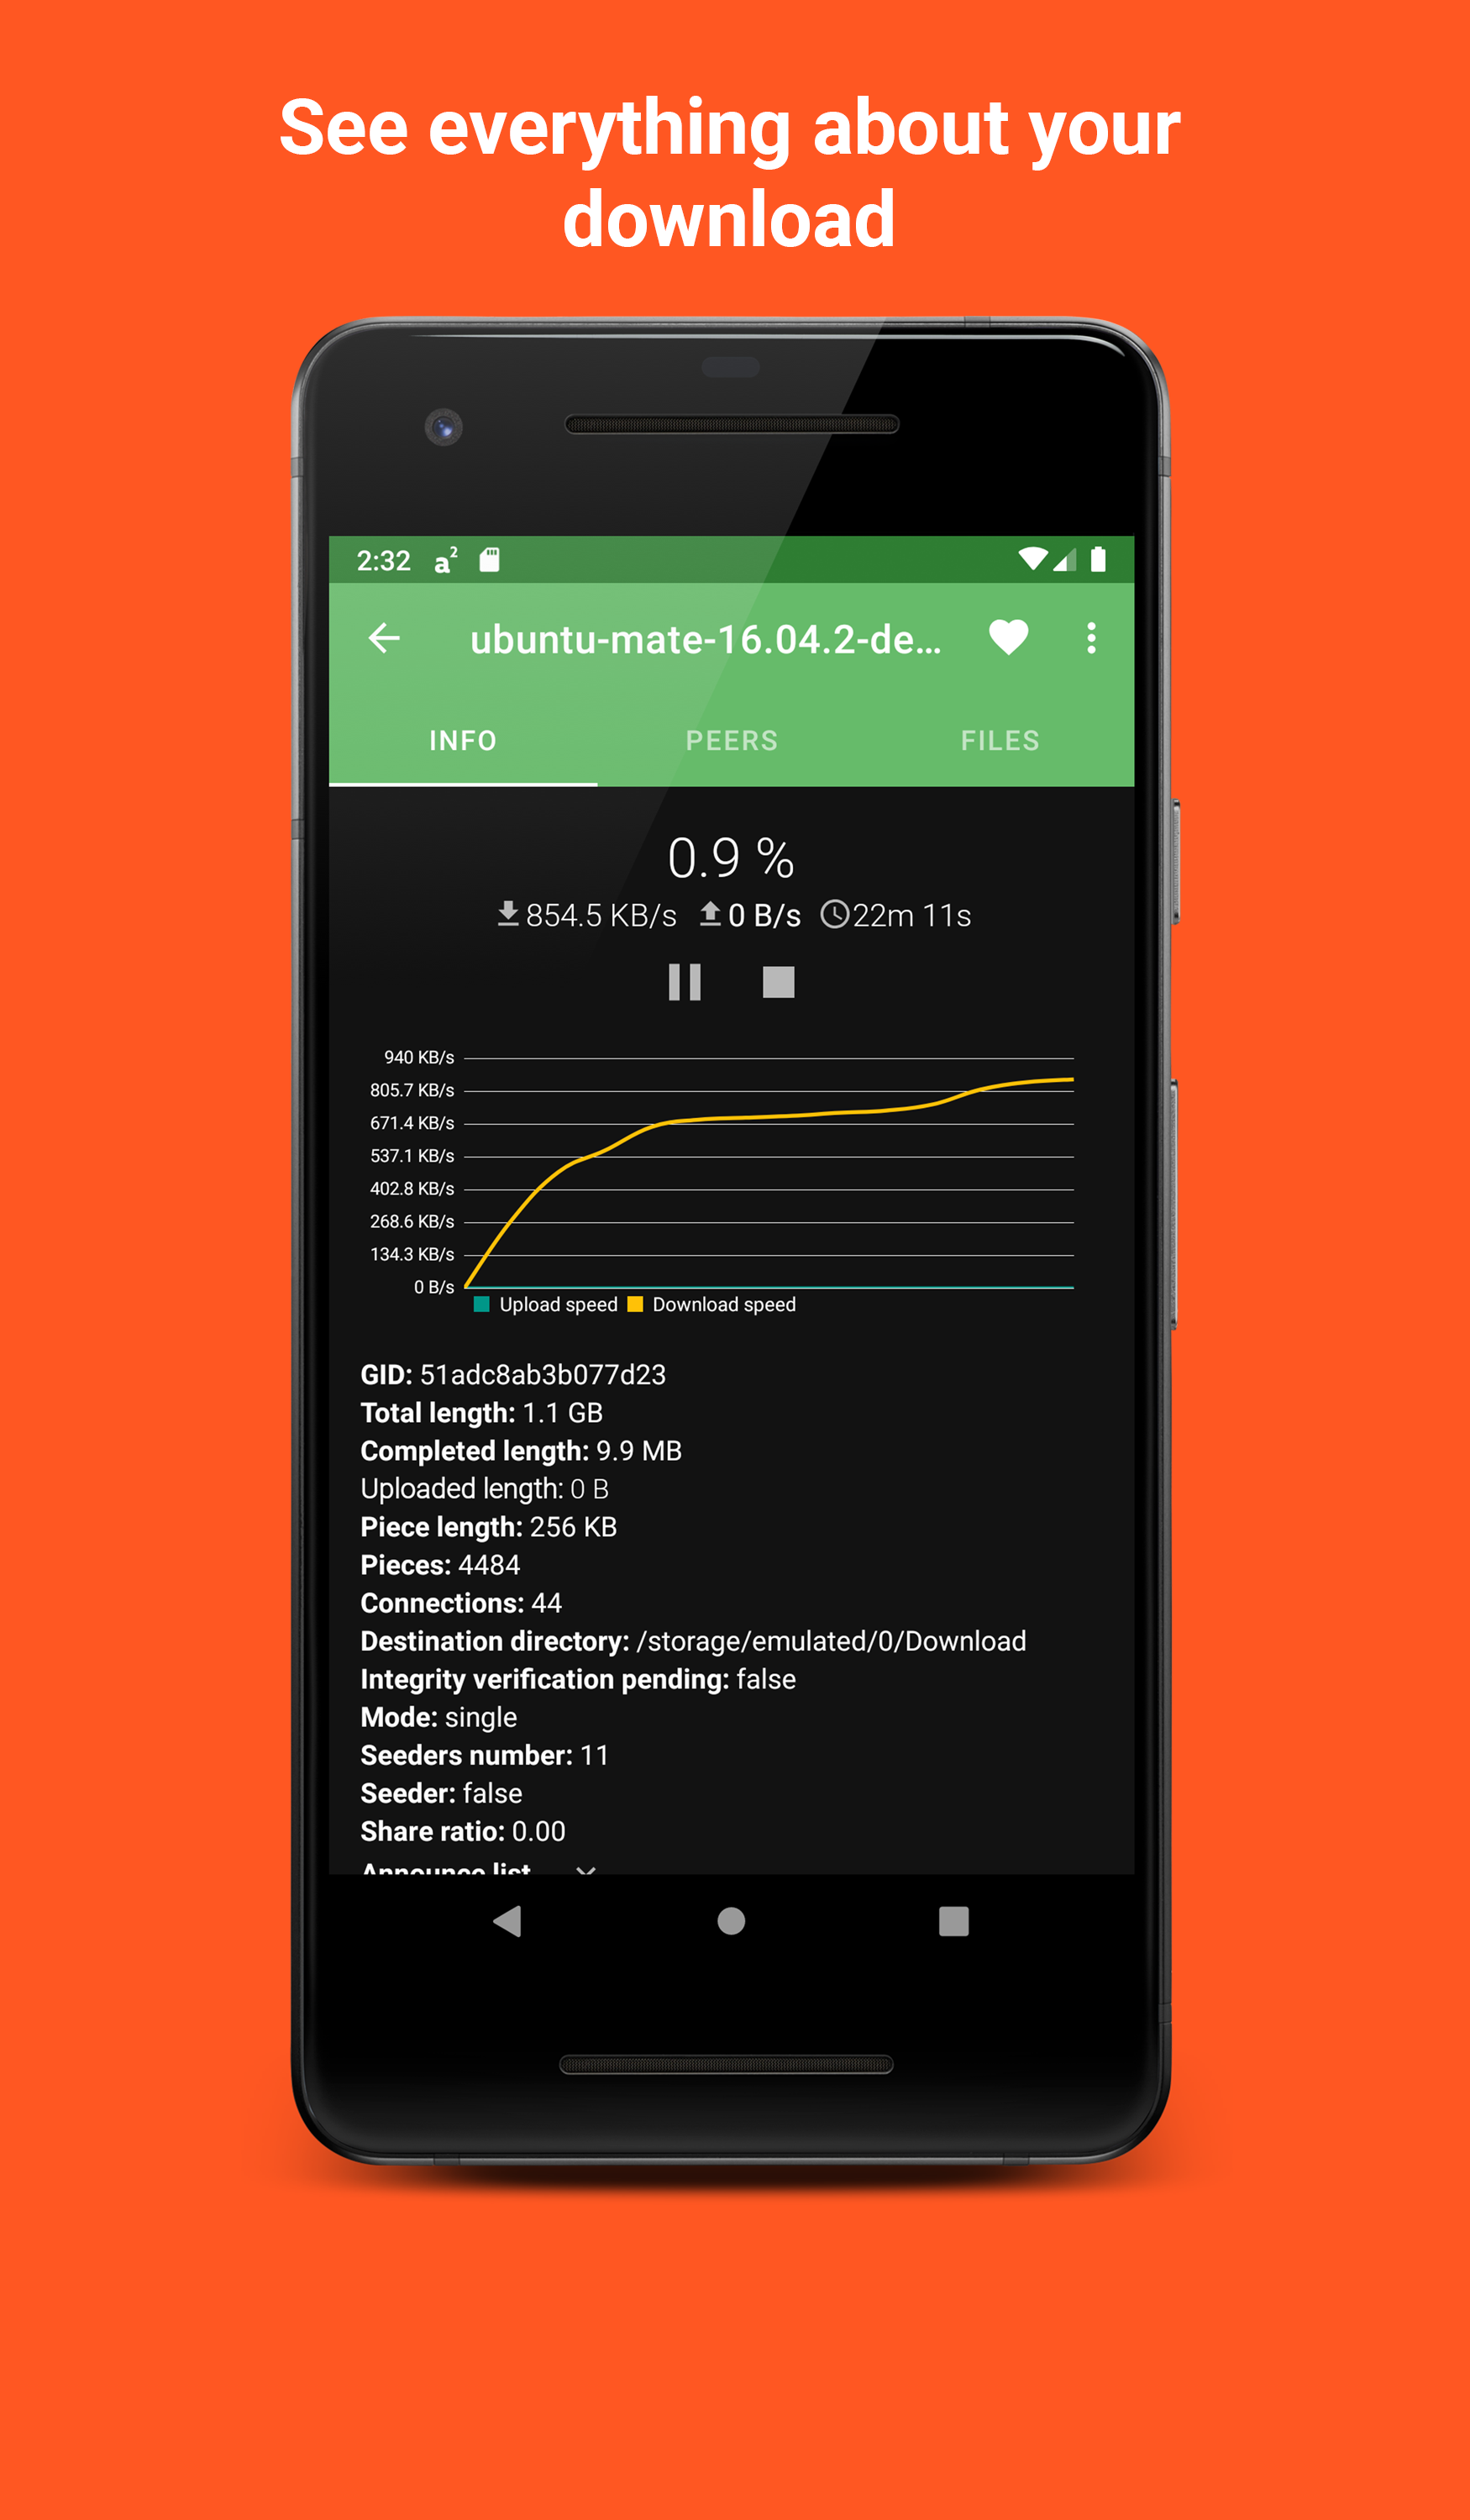 See everything about your
download
2:32 a2
ubuntu-mate-16.04.2-de...
INFO PEERS FILES
0.9 %
854.5 KB/s 0 B/s 22m 11s
940 KB/s
805.7 KB/s
671.4 KB/s
537.1 KB/s
402.8 KB/s
268.6 KB/s
134.3 KB/s
0 B/s
Upload speed Download speed
GID: 51adc8ab3b077d23
Total length: 1.1 GB
Completed length: 9.9 MB
Uploaded length: 0 B
Piece length: 256 KB
Pieces: 4484
Connections: 44
Destination directory: /storage/emulated/0/Download
Integrity verification pending: false
Mode: single
Seeders number: 11
Seeder: false
Share ratio: 0.00
Announce list